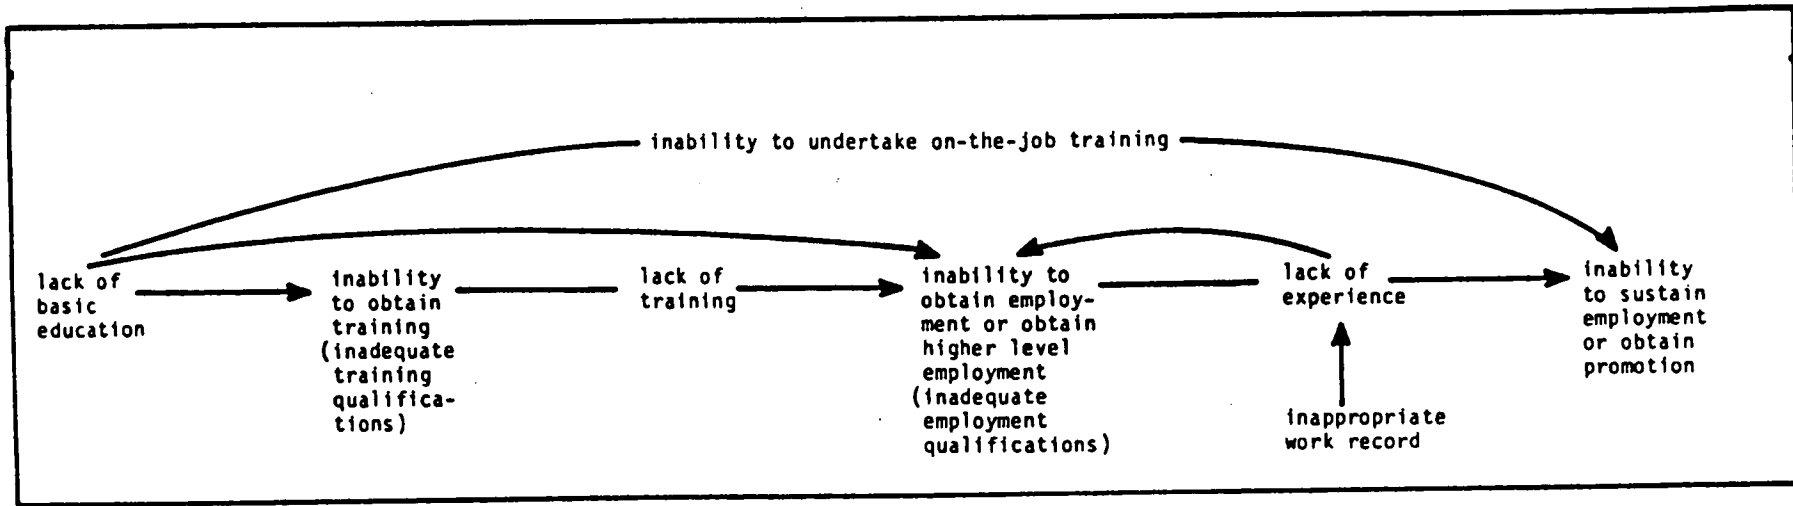 inability to undertake on-the-job training
lack of
basic
education
inability
to obtain
training
(inadequate
training
qualifica-
tions)
lack of
training
inability to
obtain employ-
ment or obtain
higher level
employment
(inadequate
employment
qualifications)
lack of
experience
inappropriate
work record
inability
to sustain
employment
or obtain
promotion